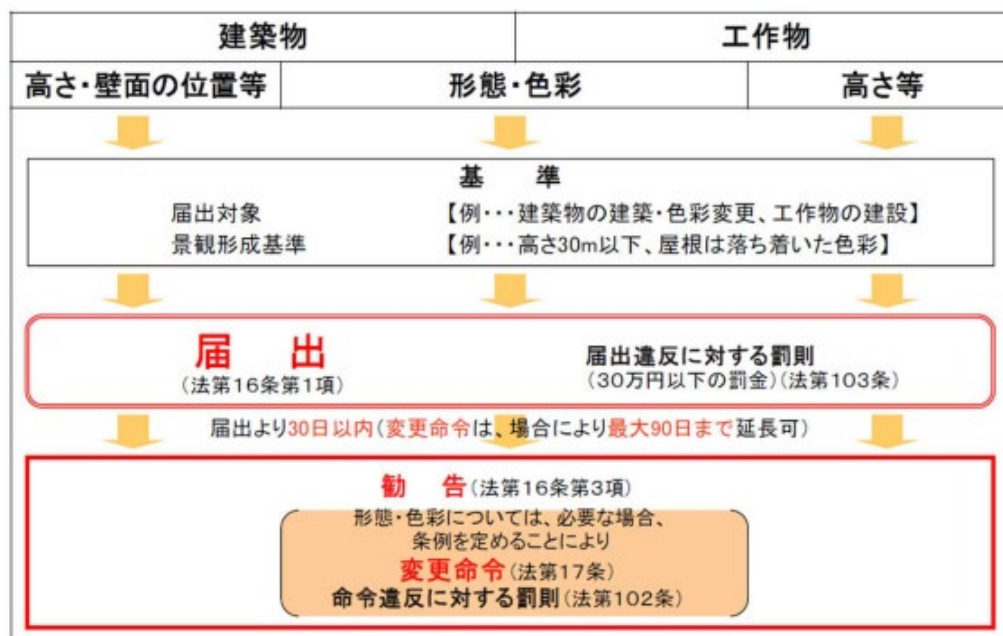 建築物
工作物
高さ・壁面の位置等
形態・色彩
高さ等
基 準
届出対象 【例・・・建築物の建築・色彩変更、工作物の建設】
景観形成基準 【例・・・高さ30m以下、屋根は落ち着いた色彩】
届 出
(法第16条第1項)
届出違反に対する罰則
(30万円以下の罰金)(法第103条)
届出より30日以内(変更命令は、場合により最大90日まで延長可)
勧 告(法第16条第3項)
形態・色彩については、必要な場合、
条例を定めることにより
変更命令(法第17条)
命令違反に対する罰則(法第102条)